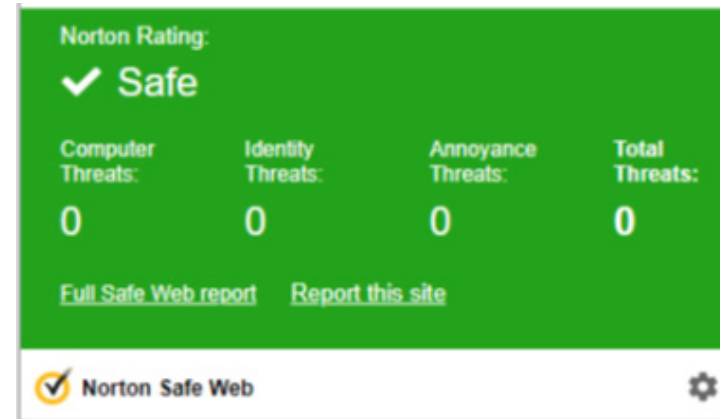 Norton Rating:
Safe
Computer Threats:
Identity Threats:
Annoyance Threats:
Total Threats:
0 0 0 0
Full Safe Web report Report this site
Norton Safe Web